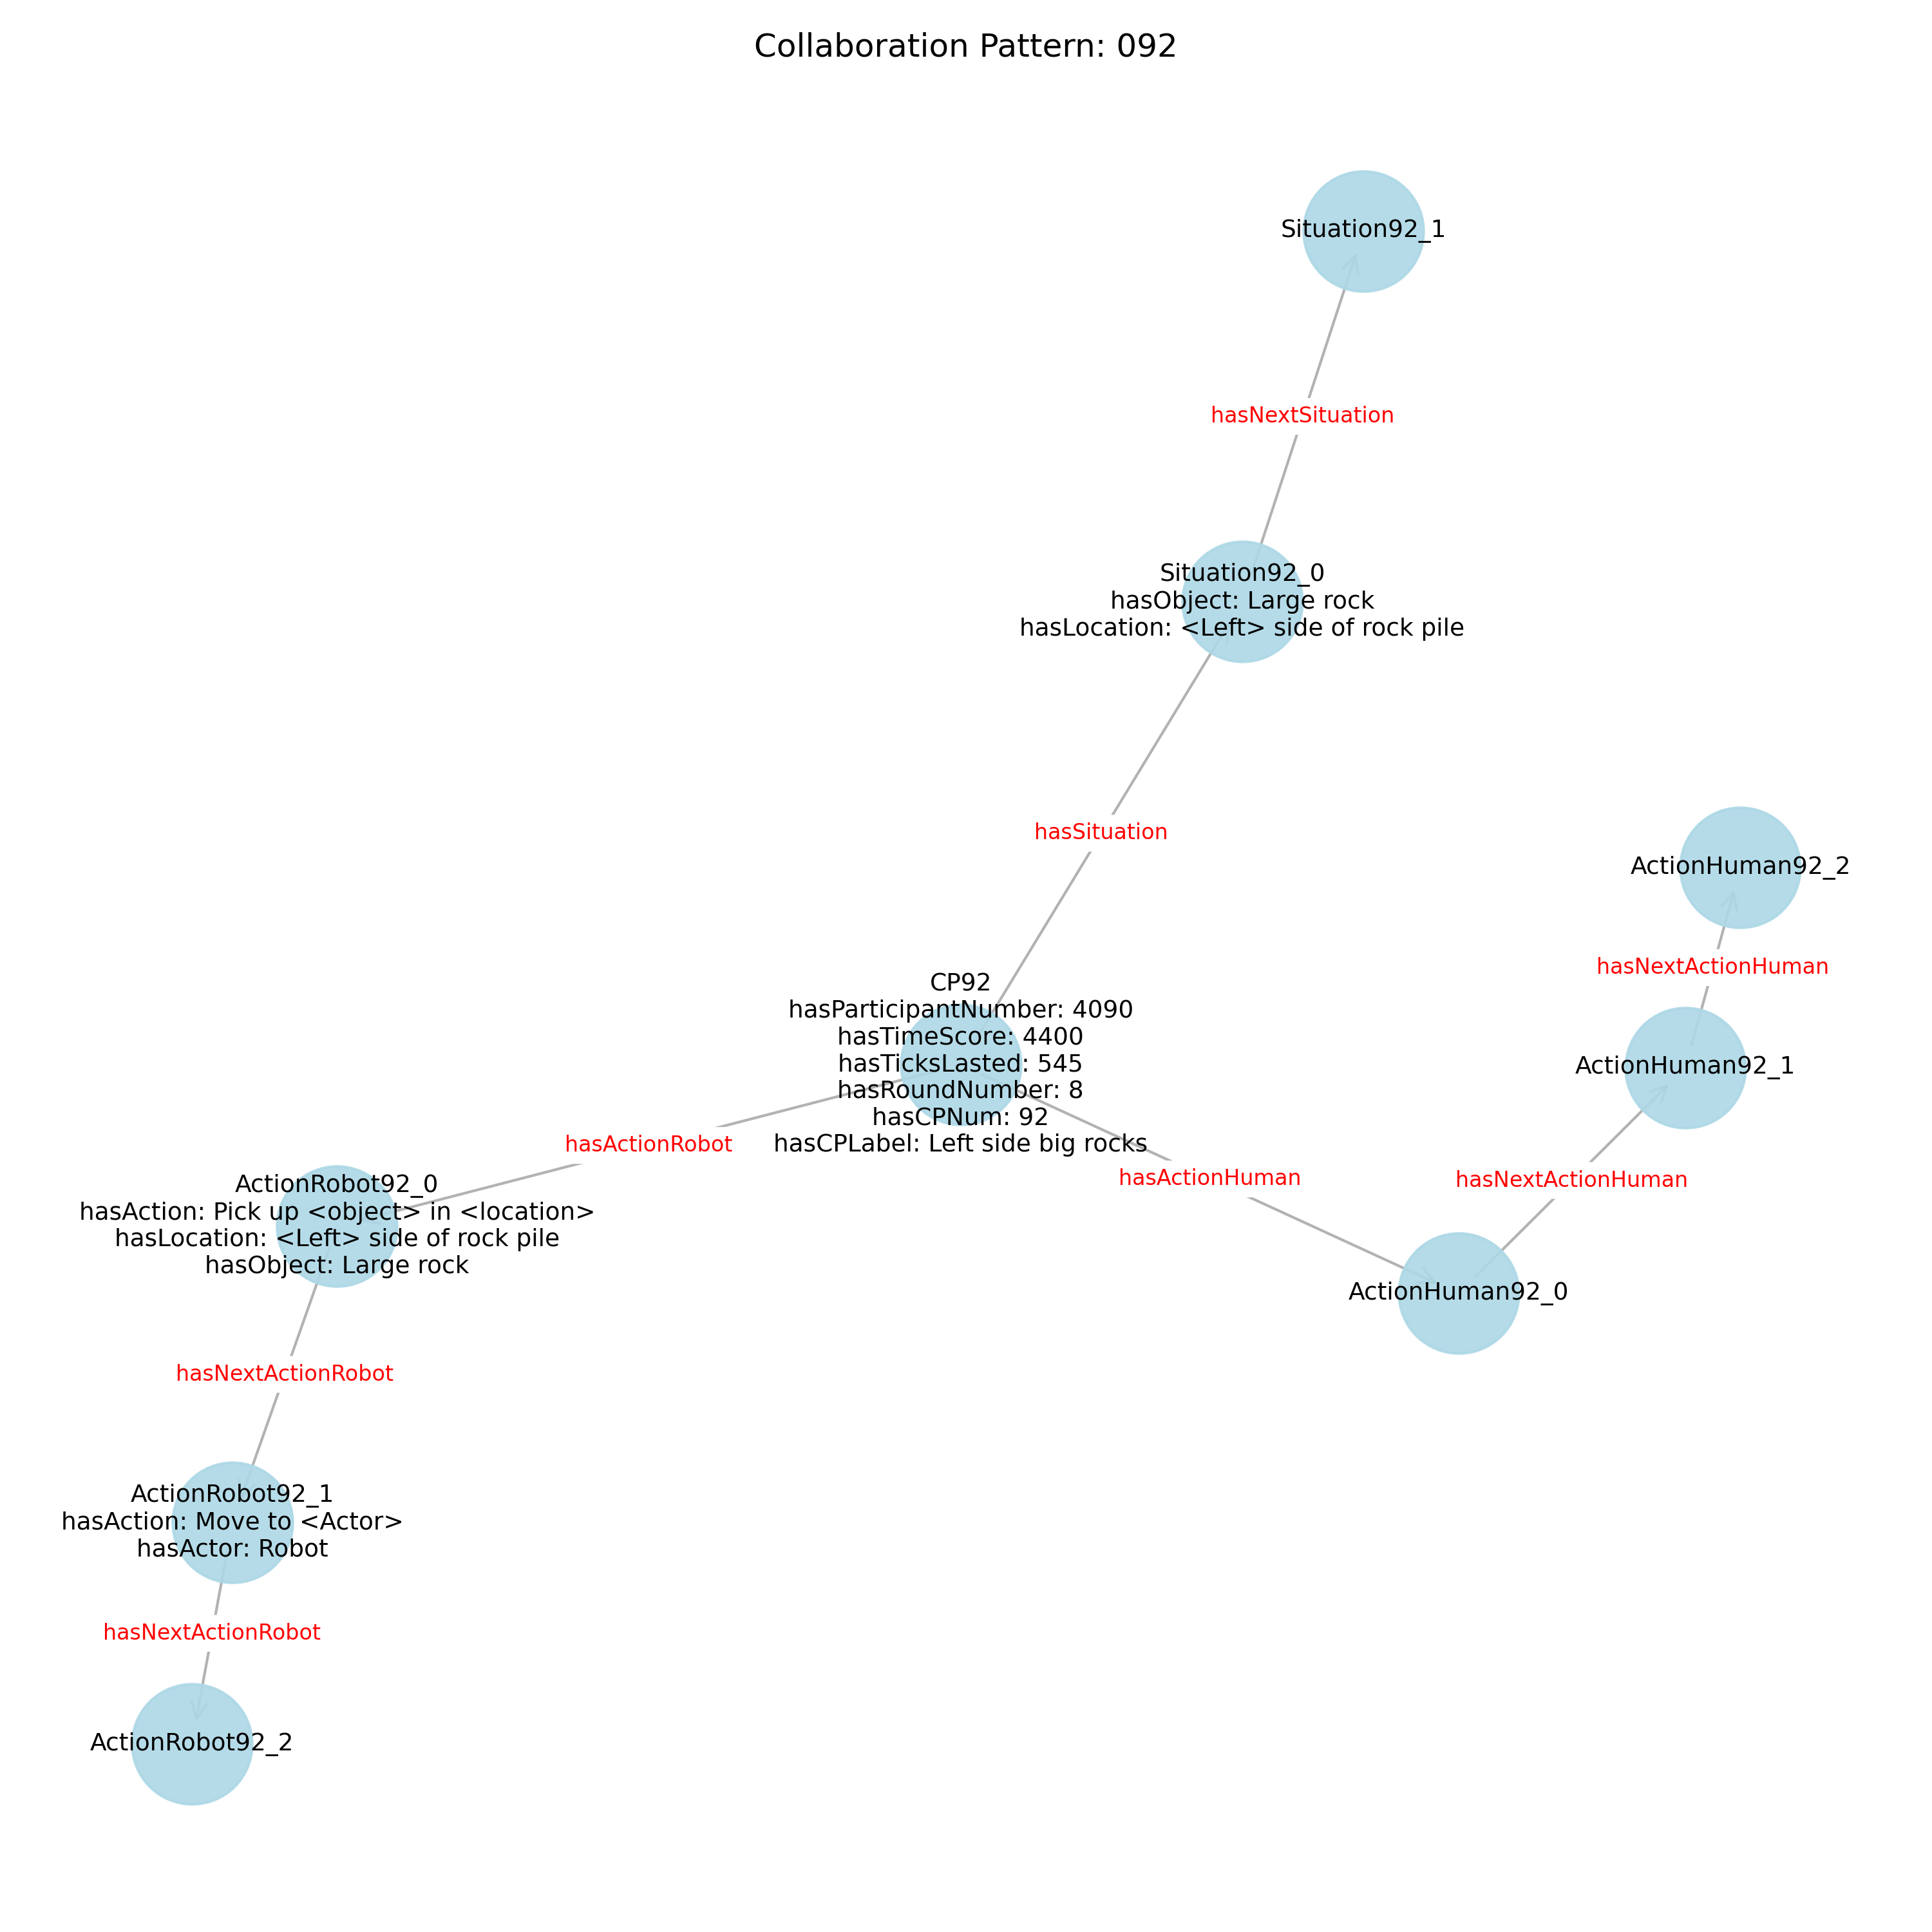 Collaboration Pattern: 092
Situation92_1
hasNextSituation
Situation92_0
hasObject: Large rock
hasLocation: <Left> side of rock pile
hasSituation
ActionHuman92_2
hasNextActionHuman
CP92
hasParticipantNumber: 4090
hasTimeScore: 4400
hasTicksLasted: 545
hasRoundNumber: 8
hasCPNum: 92
hasCPLabel: Left side big rocks
ActionHuman92_1
hasActionRobot
hasActionHuman
hasNextActionHuman
ActionRobot92_0
hasAction: Pick up <object> in <location>
hasLocation: <Left> side of rock pile
hasObject: Large rock
ActionHuman92_0
hasNextActionRobot
ActionRobot92_1
hasAction: Move to <Actor>
hasActor: Robot
hasNextActionRobot
ActionRobot92_2